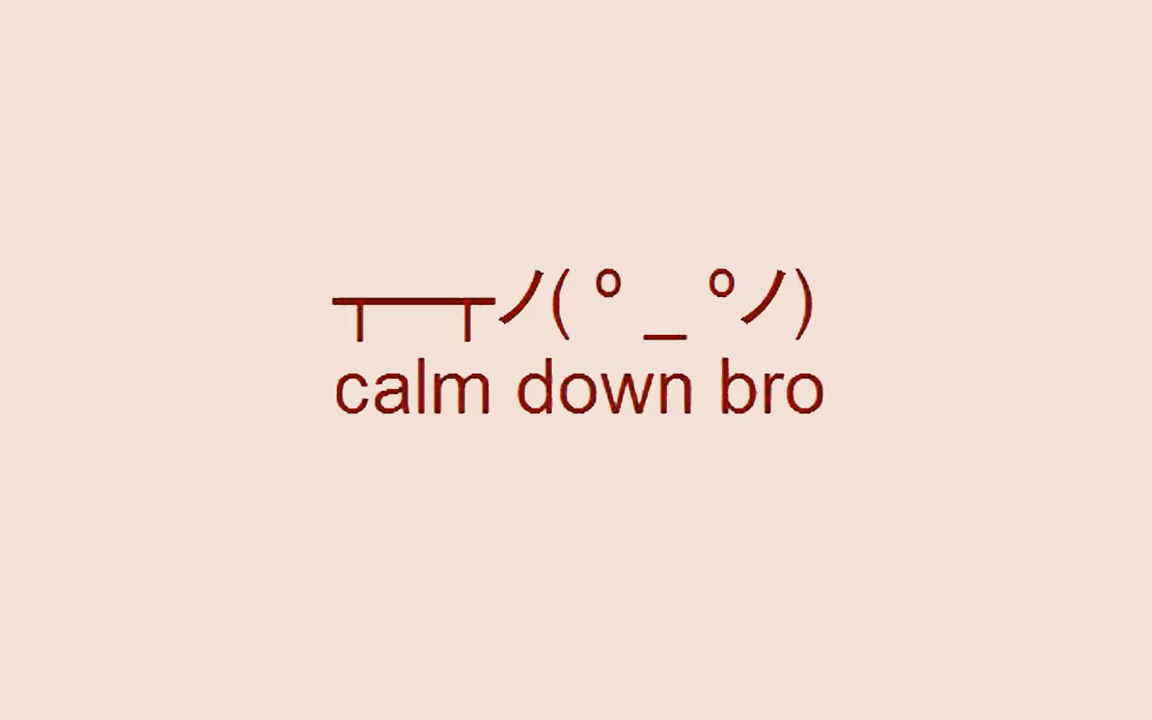 ┬──┬ノ( º _ ºノ)
calm down bro